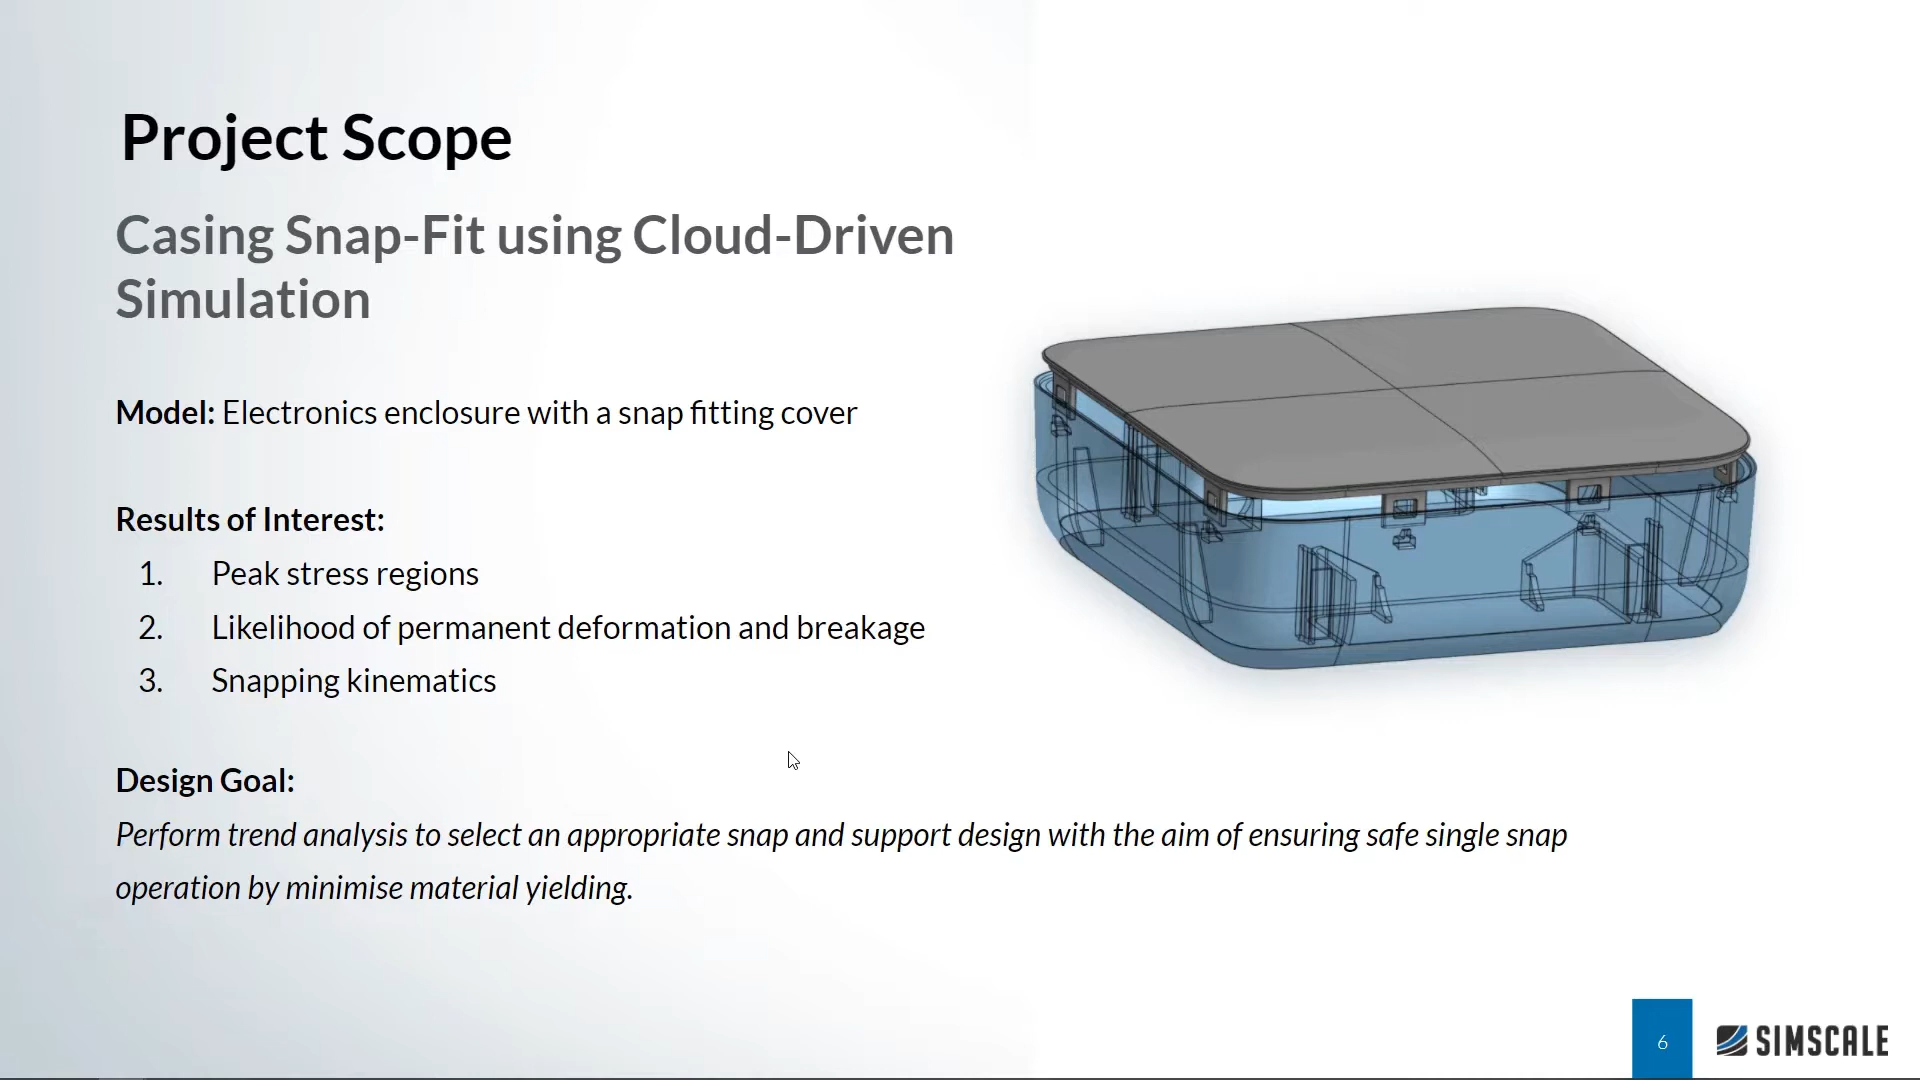 Project Scope
Casing Snap-Fit using Cloud-Driven
Simulation
Model: Electronics enclosure with a snap fitting cover
Results of Interest:
1. Peak stress regions
2. Likelihood of permanent deformation and breakage
3. Snapping kinematics
Design Goal:
Perform trend analysis to select an appropriate snap and support design with the aim of ensuring safe single snap
operation by minimise material yielding.
6
SIMSCALE